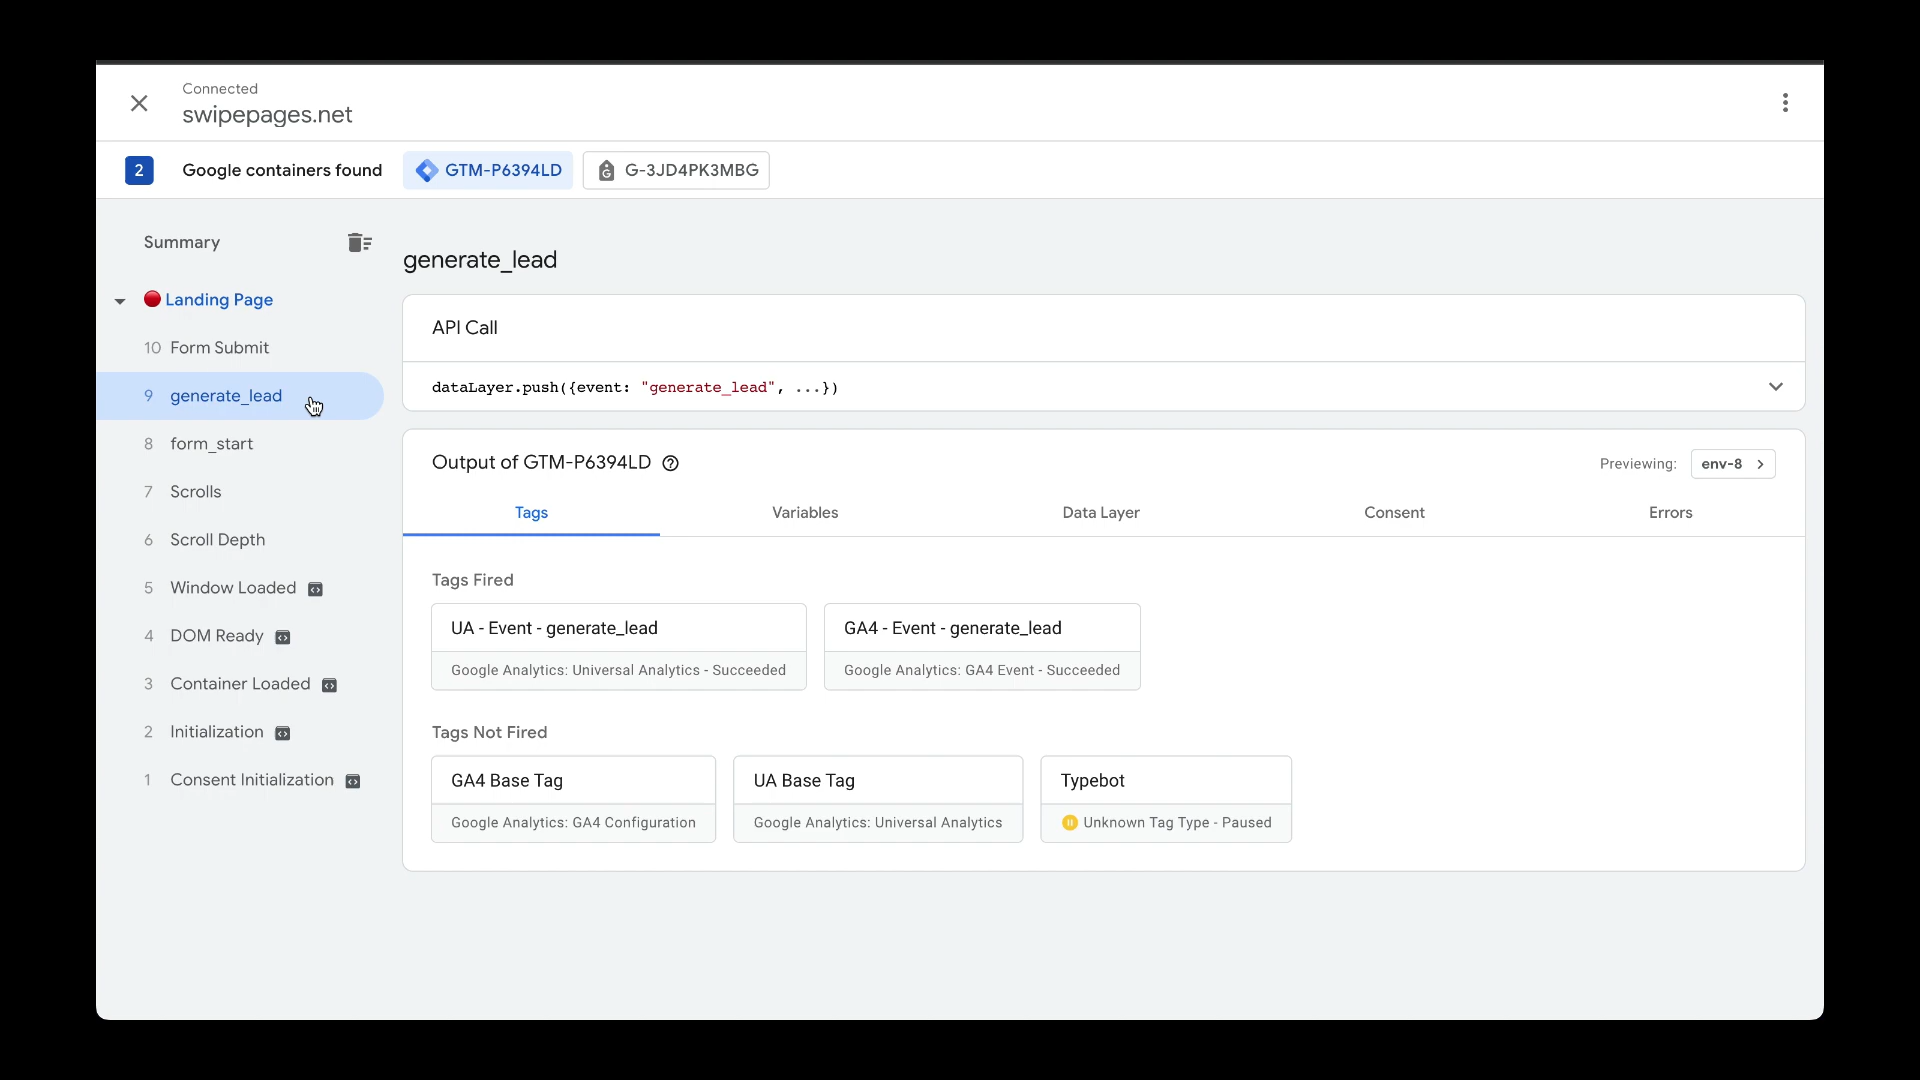 Connected
swipepages.net
2 Google containers found GTM-P6394LD G-3JD4PK3MBG
Summary
Landing Page
10 Form Submit
9 generate_lead
8 form_start
7 Scrolls
6 Scroll Depth
5 Window Loaded
4 DOM Ready
3 Container Loaded
2 Initialization
1 Consent Initialization
generate_lead
API Call
dataLayer.push({event: "generate_lead", ...})
Output of GTM-P6394LD
Previewing: env-8
Tags Variables Data Layer Consent Errors
Tags Fired
UA - Event - generate_lead
Google Analytics: Universal Analytics - Succeeded
GA4 - Event - generate_lead
Google Analytics: GA4 Event - Succeeded
Tags Not Fired
GA4 Base Tag
Google Analytics: GA4 Configuration
UA Base Tag
Google Analytics: Universal Analytics
Typebot
Unknown Tag Type - Paused